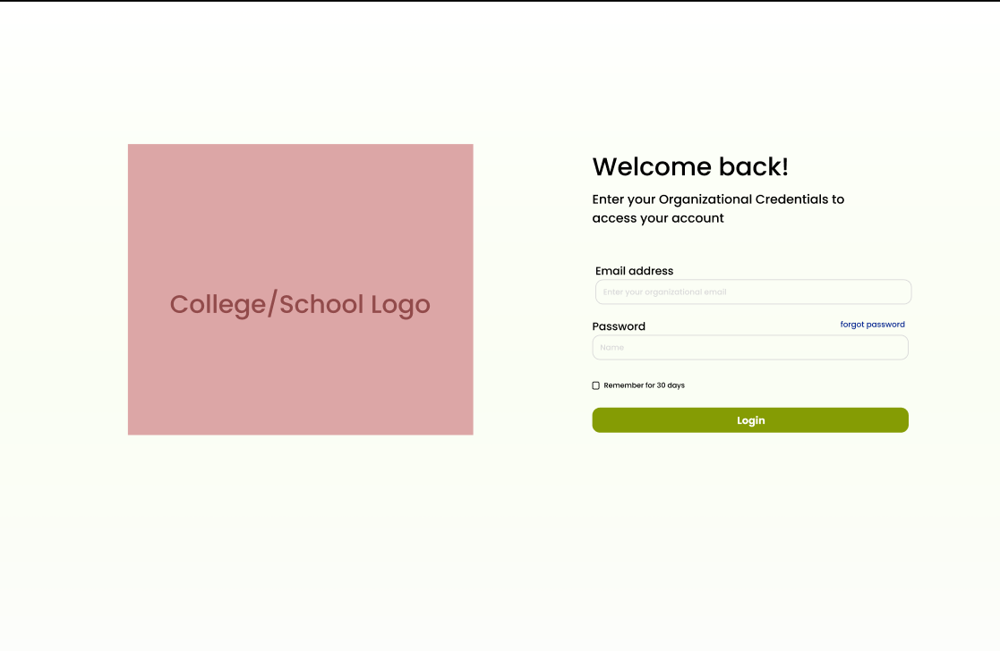 College/School Logo
Welcome back!
Enter your Organizational Credentials to
access your account
Email address
Enter your organizational email
Password
forgot password
Name
Remember for 30 days
Login